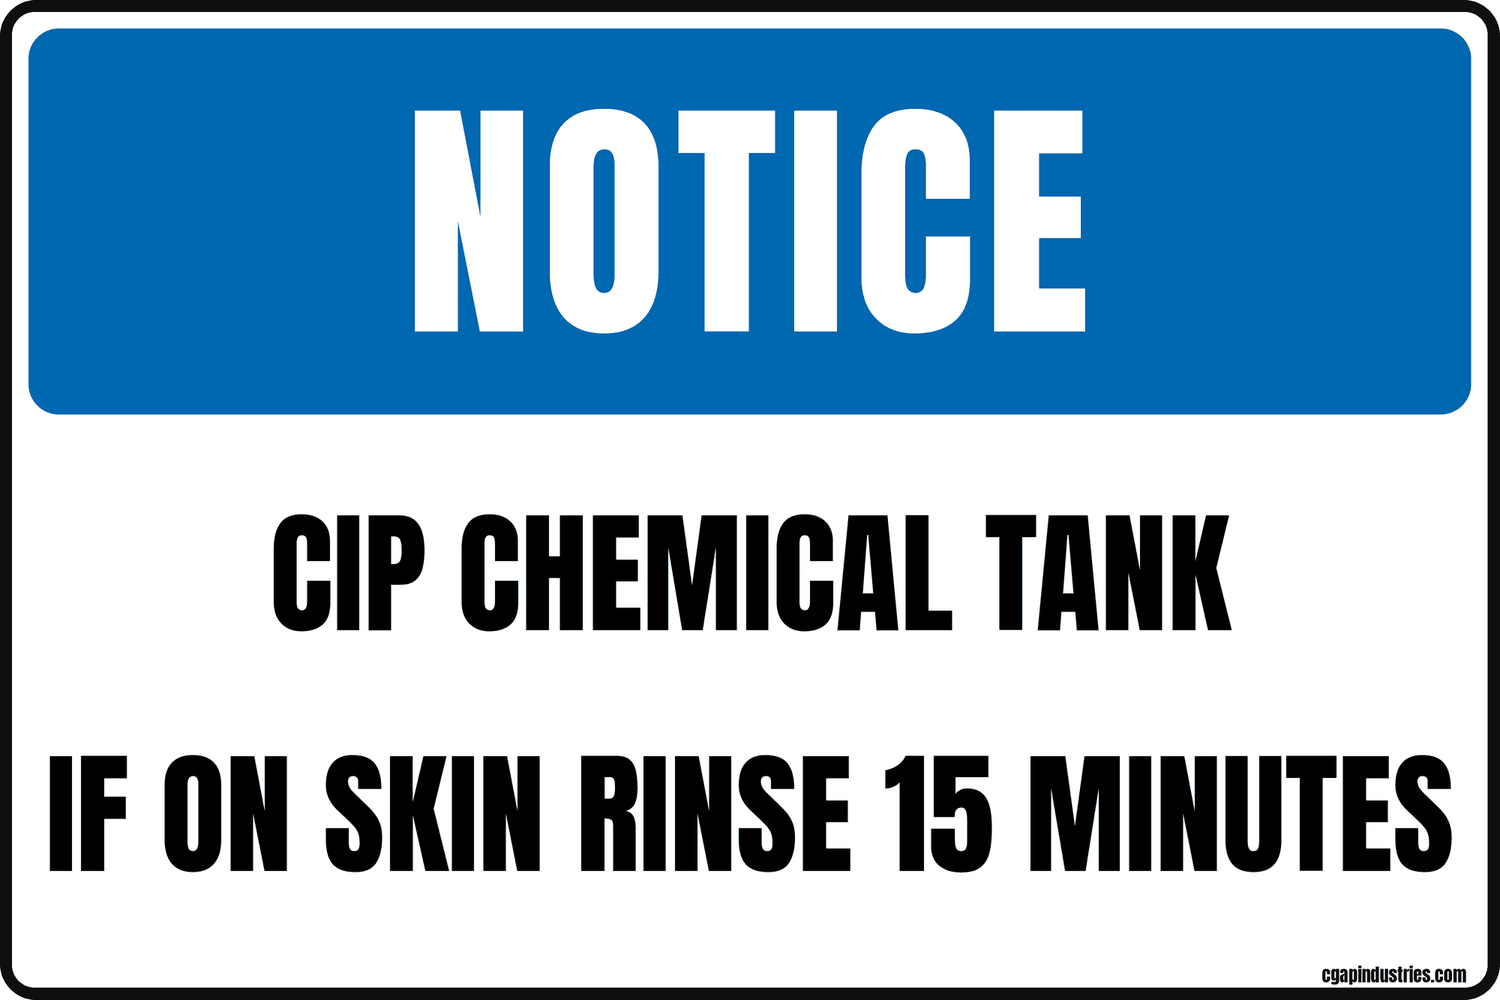 NOTICE
CIP CHEMICAL TANK
IF ON SKIN RINSE 15 MINUTES
cgapindustries.com